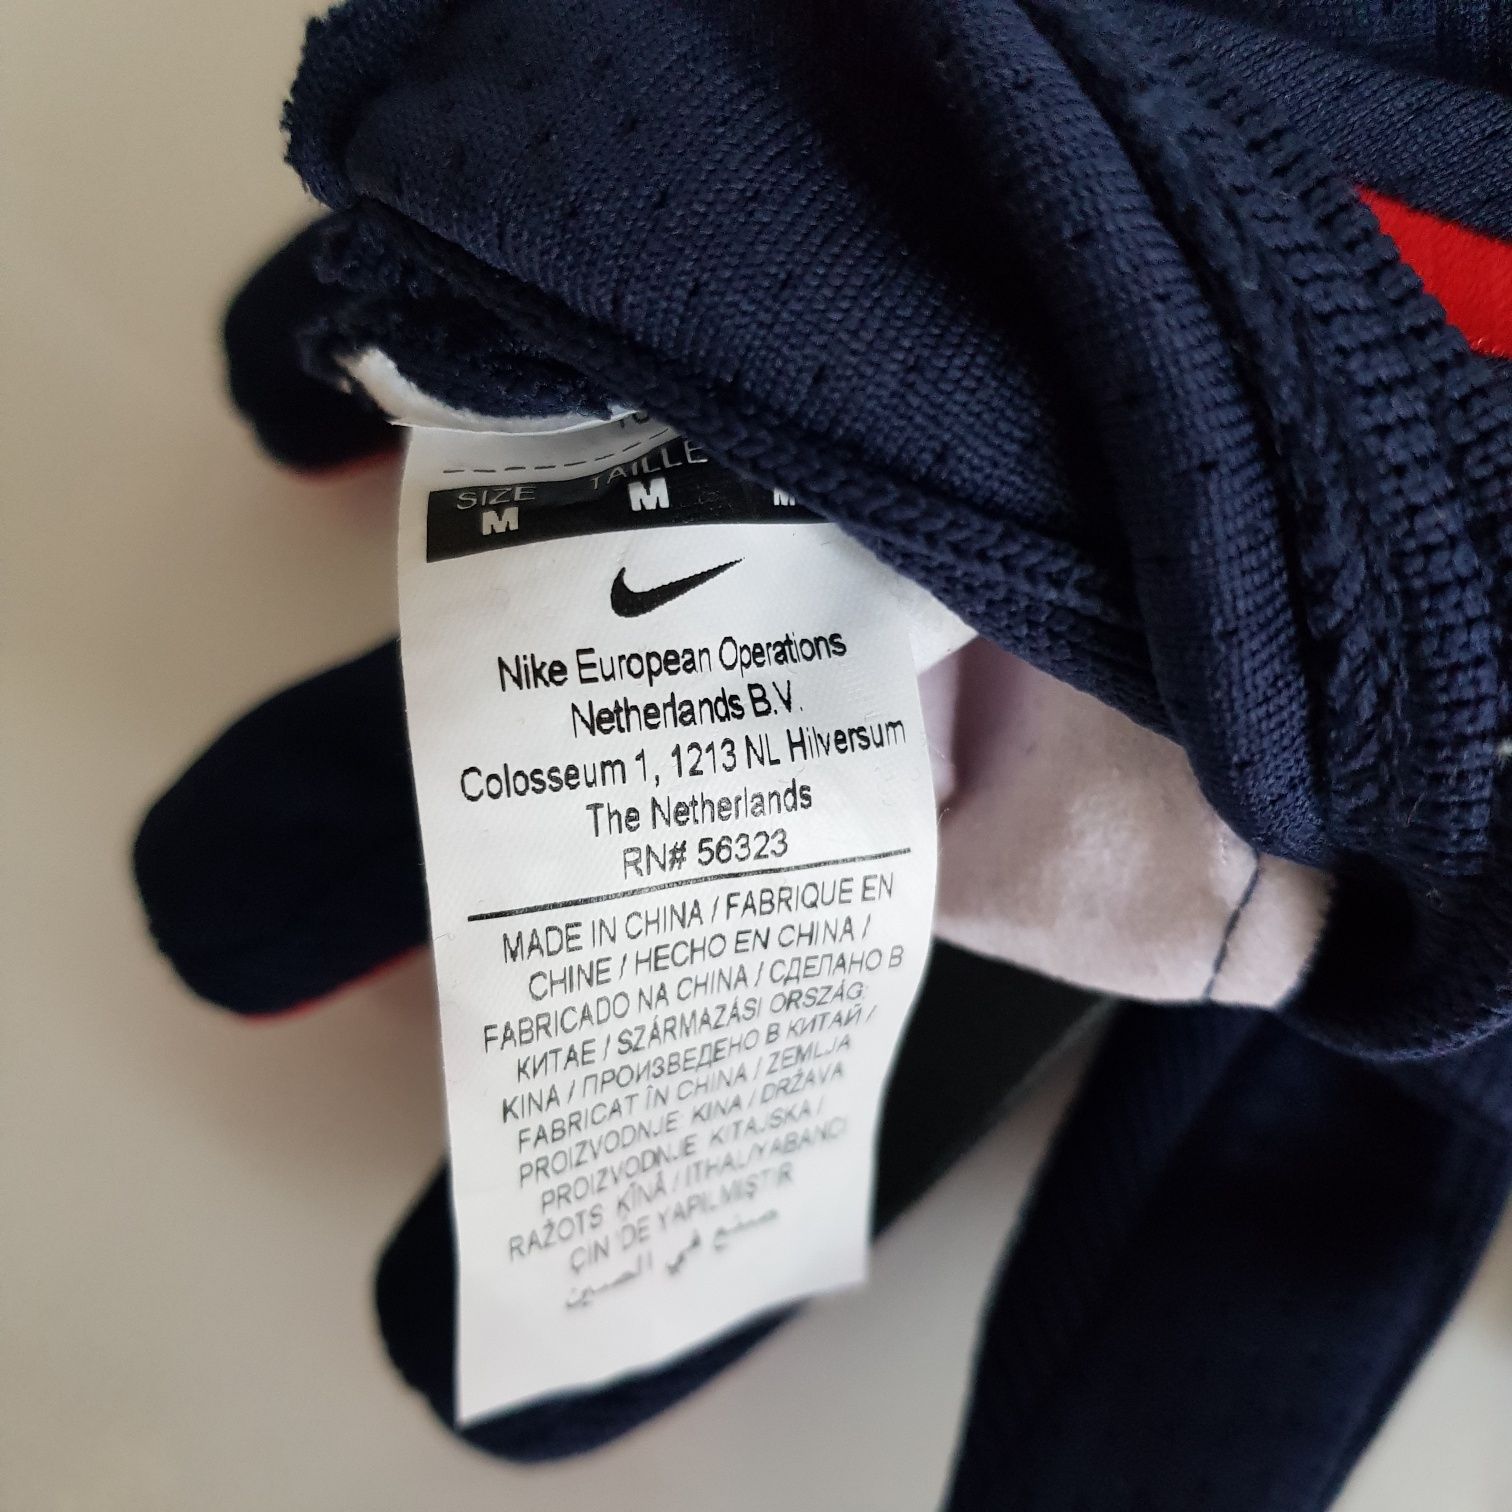 SIZE TAILLE
M M M
Nike European Operations
Netherlands B.V.
Colosseum 1, 1213 NL Hilversum
The Netherlands
RN# 56323
MADE IN CHINA / FABRIQUE EN
CHINE / HECHO EN CHINA /
FABRICADO NA CHINA / СДЕЛАНО В
КИТАЕ / SZÁRMAZÁSI ORSZÁG:
KINA / ПРОИЗВЕДЕНО В КИТАЙ /
FABRICAT ÎN CHINA / ZEMLJA
PROIZVODNJE: KINA / DRŽAVA
PROIZVODNJE: KITAJSKA /
RAŽOTS ĶĪNĀ / ITHAL/YABANCI
ÇIN 'DE YAPILMIŞTIR
صنع في الصين